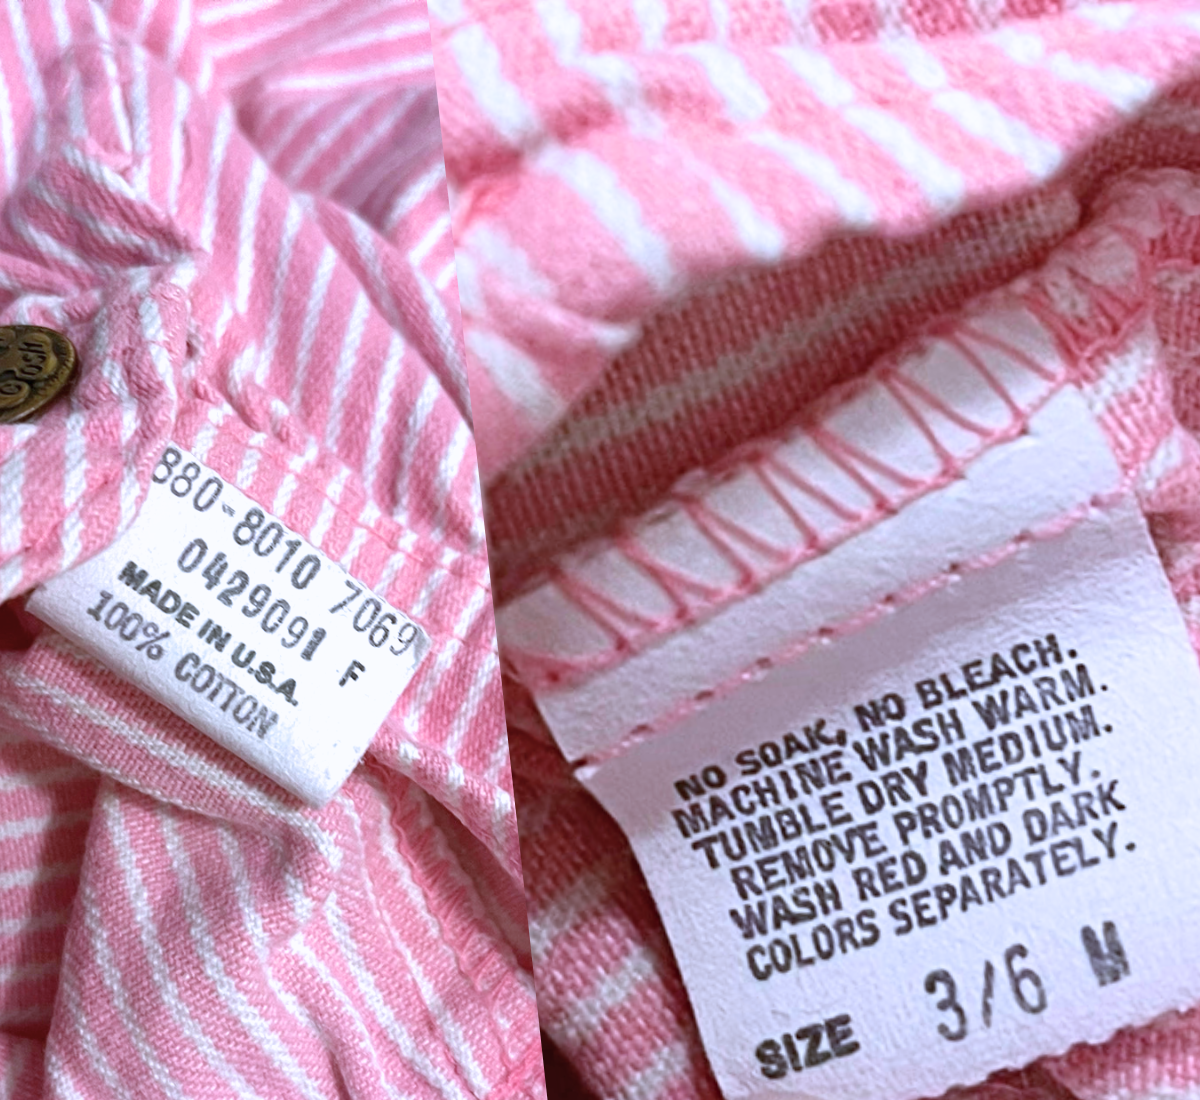 Gosh
880-8010 7069
0429091 F
MADE IN U.S.A.
100% COTTON
NO SOAK, NO BLEACH.
MACHINE WASH WARM.
TUMBLE DRY MEDIUM.
REMOVE PROMPTLY.
WASH RED AND DARK
COLORS SEPARATELY.
SIZE 3/6 M